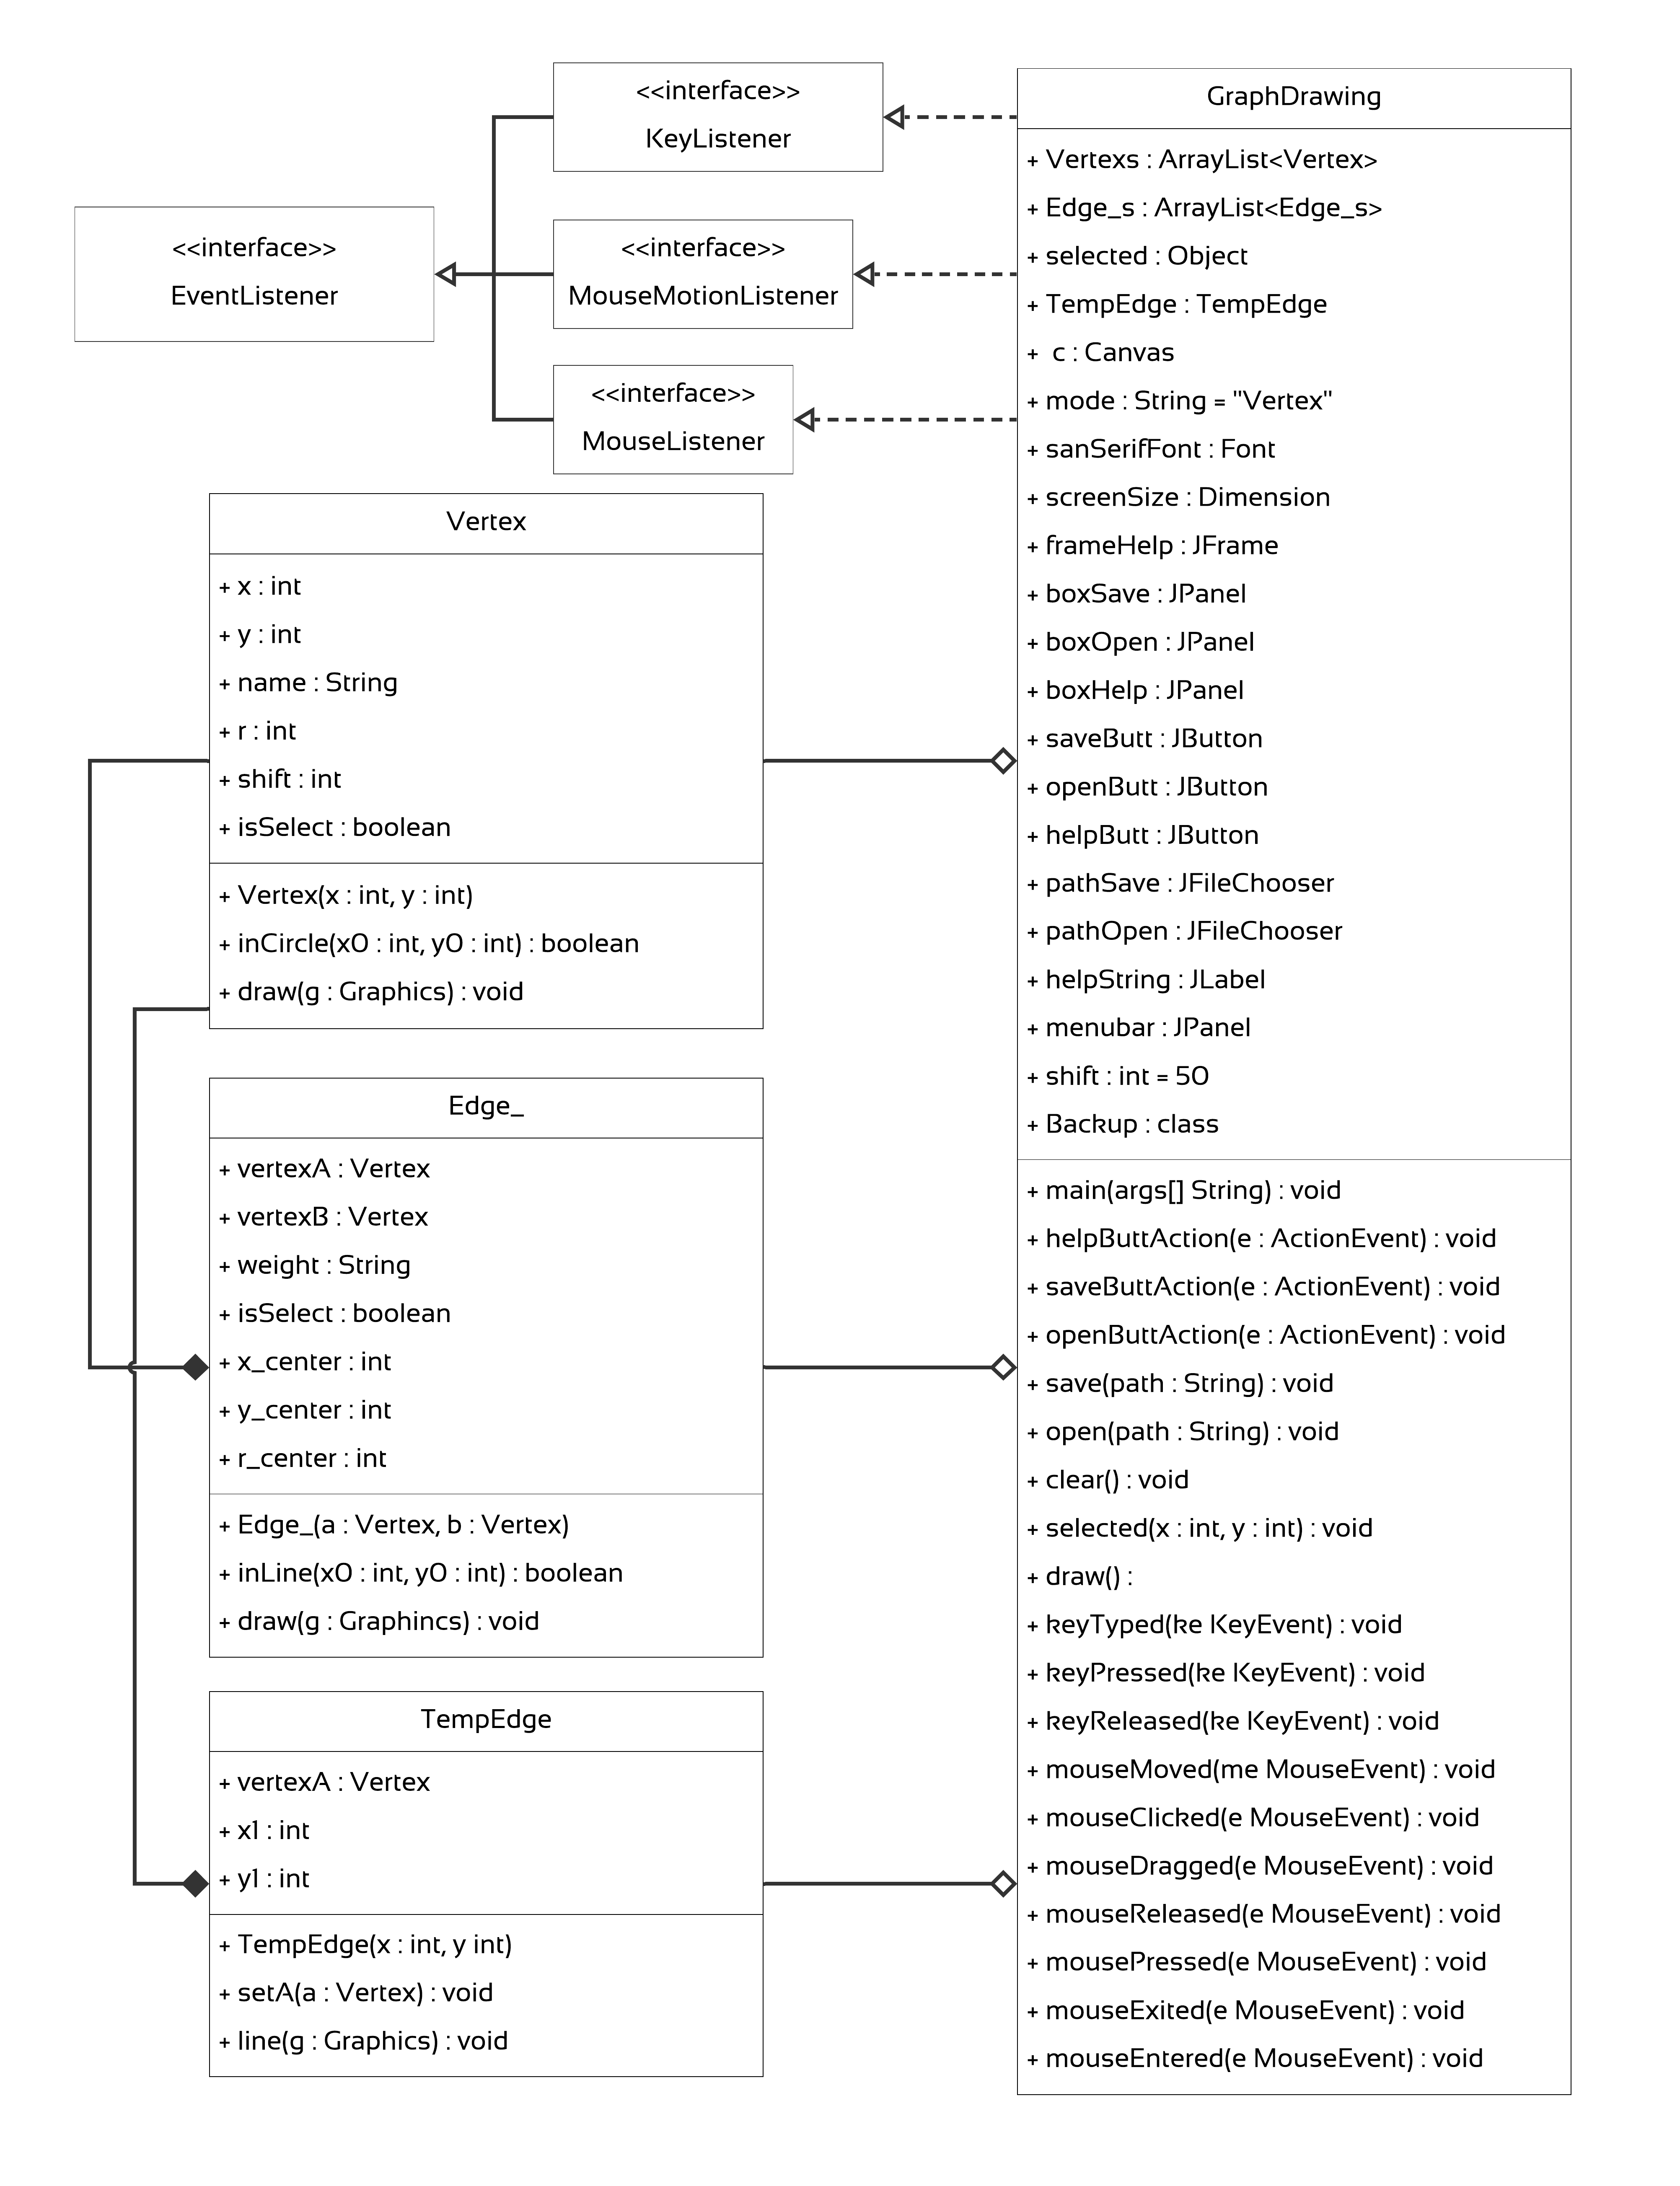 <<interface>>
KeyListener
<<interface>>
EventListener
<<interface>>
MouseMotionListener
<<interface>>
MouseListener
GraphDrawing
+ Vertexs : ArrayList<Vertex>
+ Edge_s : ArrayList<Edge_s>
+ selected : Object
+ TempEdge : TempEdge
+ c : Canvas
+ mode : String = "Vertex"
+ sanSerifFont : Font
+ screenSize : Dimension
+ frameHelp : JFrame
+ boxSave : JPanel
+ boxOpen : JPanel
+ boxHelp : JPanel
+ saveButt : JButton
+ openButt : JButton
+ helpButt : JButton
+ pathSave : JFileChooser
+ pathOpen : JFileChooser
+ helpString : JLabel
+ menubar : JPanel
+ shift : int = 50
+ Backup : class
+ main(args[] String) : void
+ helpButtAction(e : ActionEvent) : void
+ saveButtAction(e : ActionEvent) : void
+ openButtAction(e : ActionEvent) : void
+ save(path : String) : void
+ open(path : String) : void
+ clear() : void
+ selected(x : int, y : int) : void
+ draw() :
+ keyTyped(ke KeyEvent) : void
+ keyPressed(ke KeyEvent) : void
+ keyReleased(ke KeyEvent) : void
+ mouseMoved(me MouseEvent) : void
+ mouseClicked(e MouseEvent) : void
+ mouseDragged(e MouseEvent) : void
+ mouseReleased(e MouseEvent) : void
+ mousePressed(e MouseEvent) : void
+ mouseExited(e MouseEvent) : void
+ mouseEntered(e MouseEvent) : void
Vertex
+ x : int
+ y : int
+ name : String
+ r : int
+ shift : int
+ isSelect : boolean
+ Vertex(x : int, y : int)
+ inCircle(x0 : int, y0 : int) : boolean
+ draw(g : Graphics) : void
Edge_
+ vertexA : Vertex
+ vertexB : Vertex
+ weight : String
+ isSelect : boolean
+ x_center : int
+ y_center : int
+ r_center : int
+ Edge_(a : Vertex, b : Vertex)
+ inLine(x0 : int, y0 : int) : boolean
+ draw(g : Graphincs) : void
TempEdge
+ vertexA : Vertex
+ x1 : int
+ y1 : int
+ TempEdge(x : int, y int)
+ setA(a : Vertex) : void
+ line(g : Graphics) : void